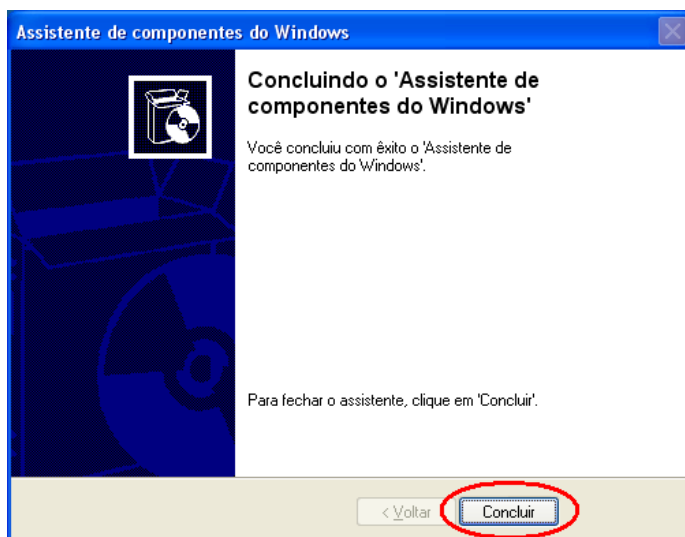 Assistente de componentes do Windows
Concluindo o 'Assistente de
componentes do Windows'
Você concluiu com êxito o 'Assistente de
componentes do Windows'.
Para fechar o assistente, clique em 'Concluir'.
< Voltar
Concluir